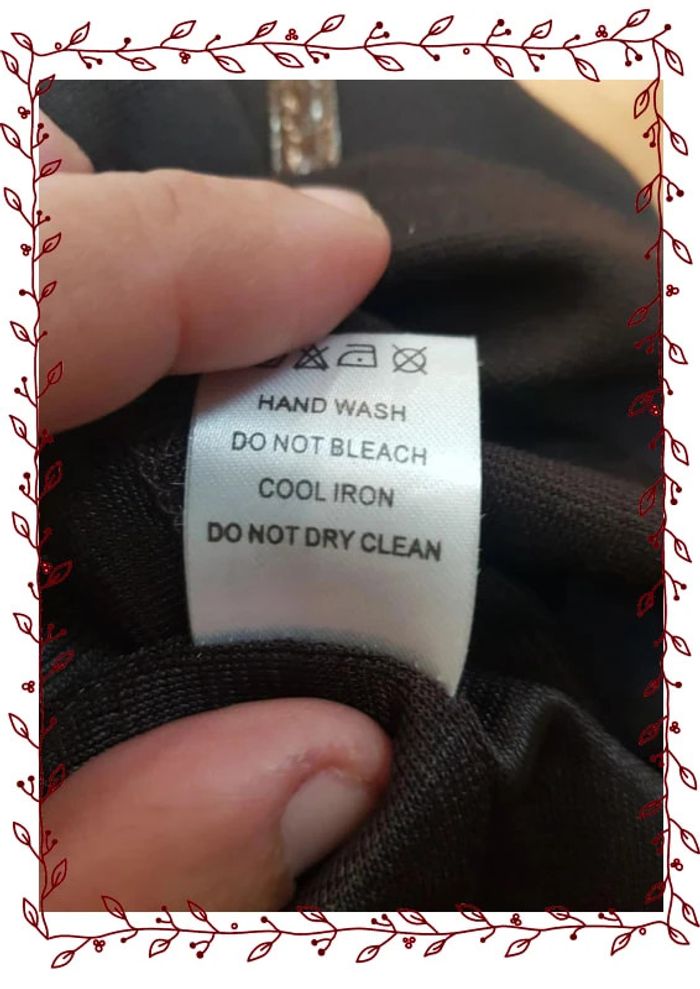 HAND WASH
DO NOT BLEACH
COOL IRON
DO NOT DRY CLEAN